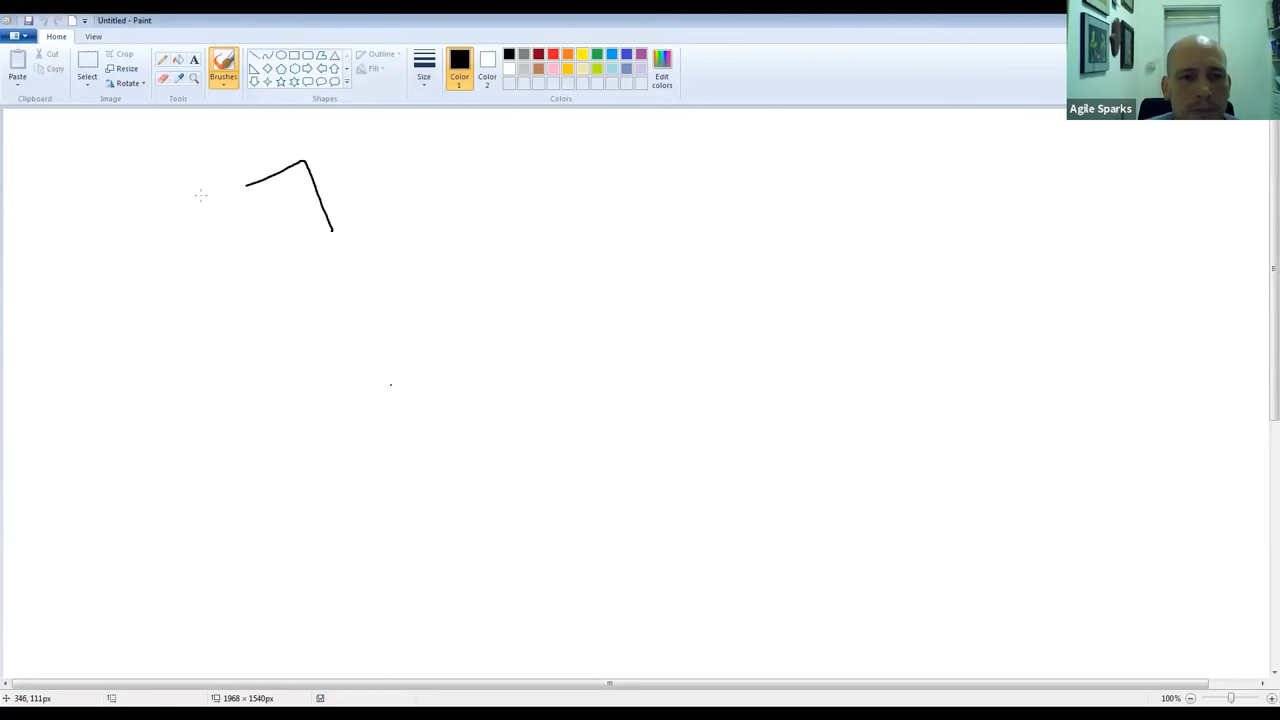 Untitled - Paint
Home View
Cut
Copy
Paste
Clipboard
Crop
Resize
Rotate
Select
Image
A
Tools
Brushes
Outline
Fill
Shapes
Size
Color 1
Color 2
Edit colors
Colors
Agile Sparks
346, 111px
1968 × 1540px
100%